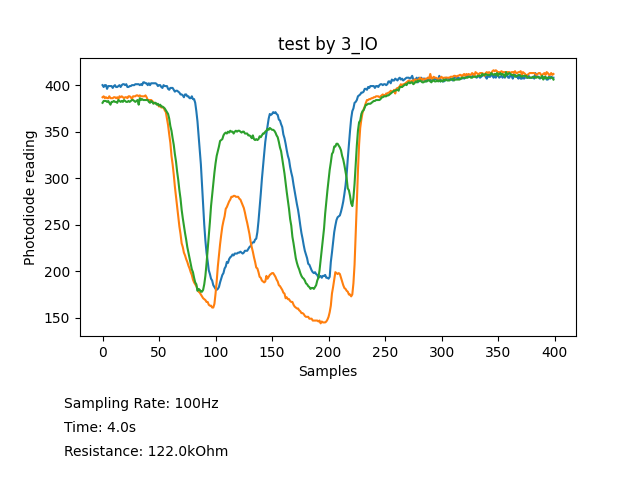 test by 3_IO
Photodiode reading
400
350
300
250
200
150
0 50 100 150 200 250 300 350 400
Samples
Sampling Rate: 100Hz
Time: 4.0s
Resistance: 122.0kOhm